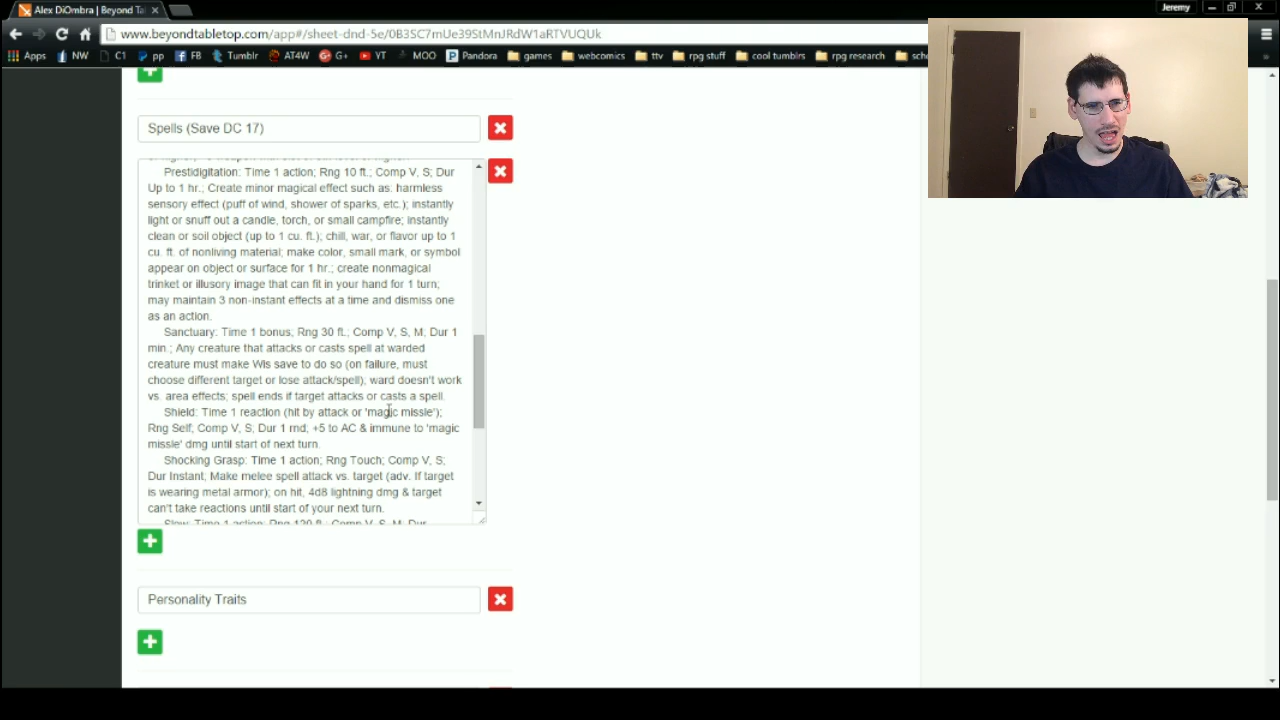 Alex DiOmbra | Beyond Ta
Jeremy
www.beyondtabletop.com/app#/sheet-dnd-5e/0B3SC7mUe39StMnJRdW1aRTVUQUk
Apps NW C1 pp FB Tumblr AT4W G+ YT MOO Pandora games webcomics ttv rpg stuff cool tumblrs rpg research
Spells (Save DC 17)
Prestidigitation: Time 1 action; Rng 10 ft.; Comp V, S; Dur
Up to 1 hr.; Create minor magical effect such as: harmless
sensory effect (puff of wind, shower of sparks, etc.); instantly
light or snuff out a candle, torch, or small campfire; instantly
clean or soil object (up to 1 cu. ft.); chill, war, or flavor up to 1
cu. ft. of nonliving material; make color, small mark, or symbol
appear on object or surface for 1 hr.; create nonmagical
trinket or illusory image that can fit in your hand for 1 turn;
may maintain 3 non-instant effects at a time and dismiss one
as an action.
Sanctuary: Time 1 bonus; Rng 30 ft.; Comp V, S, M; Dur 1
min.; Any creature that attacks or casts spell at warded
creature must make Wis save to do so (on failure, must
choose different target or lose attack/spell); ward doesn't work
vs. area effects; spell ends if target attacks or casts a spell.
Shield: Time 1 reaction (hit by attack or 'magic missle');
Rng Self; Comp V, S; Dur 1 rnd, +5 to AC & immune to 'magic
missle' dmg until start of next turn.
Shocking Grasp: Time 1 action; Rng Touch; Comp V, S;
Dur Instant; Make melee spell attack vs. target (adv. If target
is wearing metal armor); on hit, 4d8 lightning dmg & target
can't take reactions until start of your next turn.
Slow: Time 1 action; Rng 120 ft.; Comp V, S, M; Dur
Personality Traits